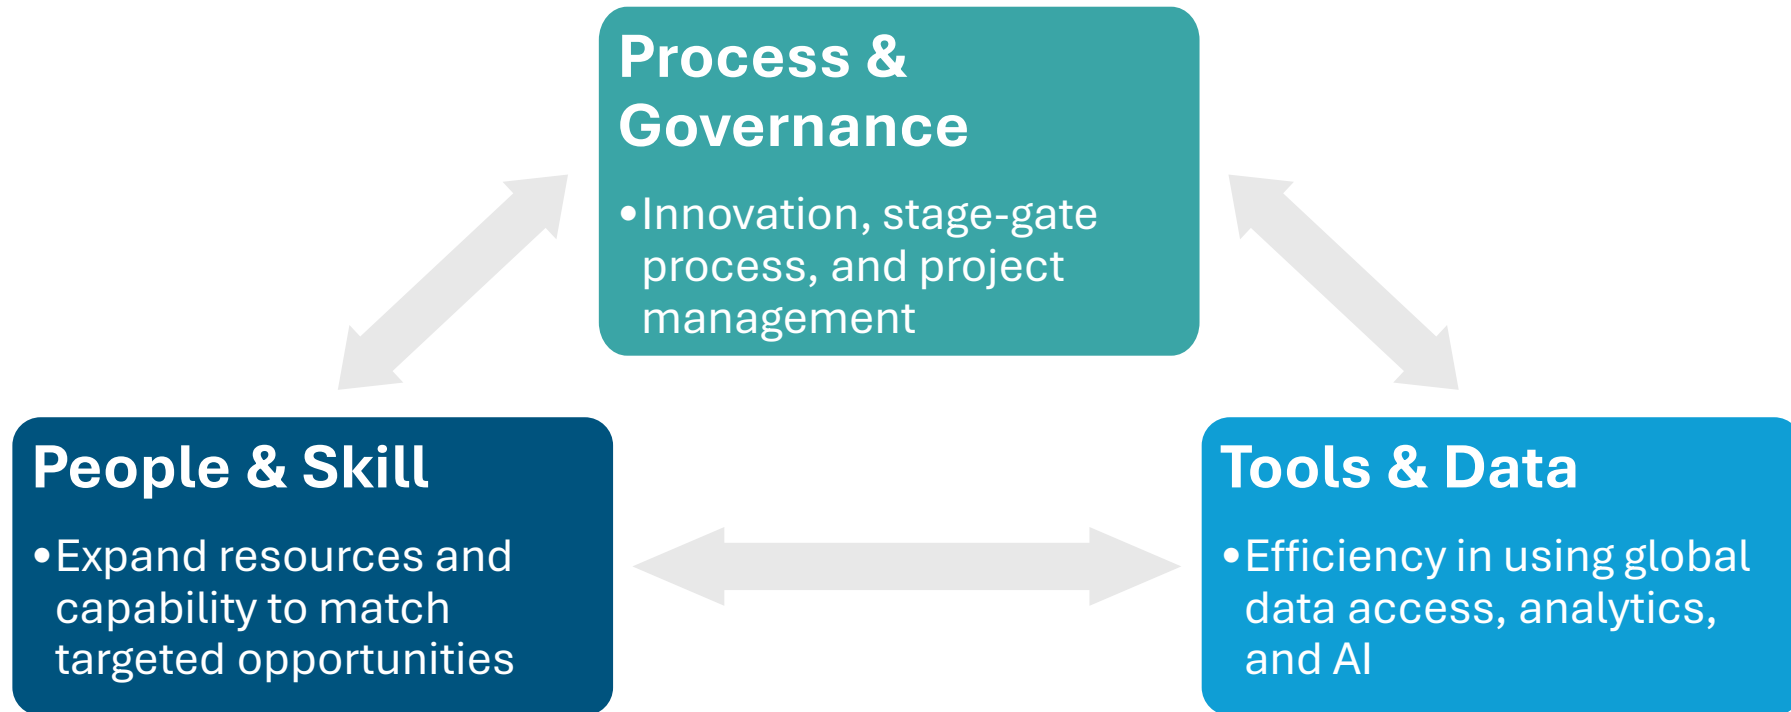 Process &
Governance
•Innovation, stage-gate
process, and project
management
People & Skill
•Expand resources and
capability to match
targeted opportunities
Tools & Data
•Efficiency in using global
data access, analytics,
and AI